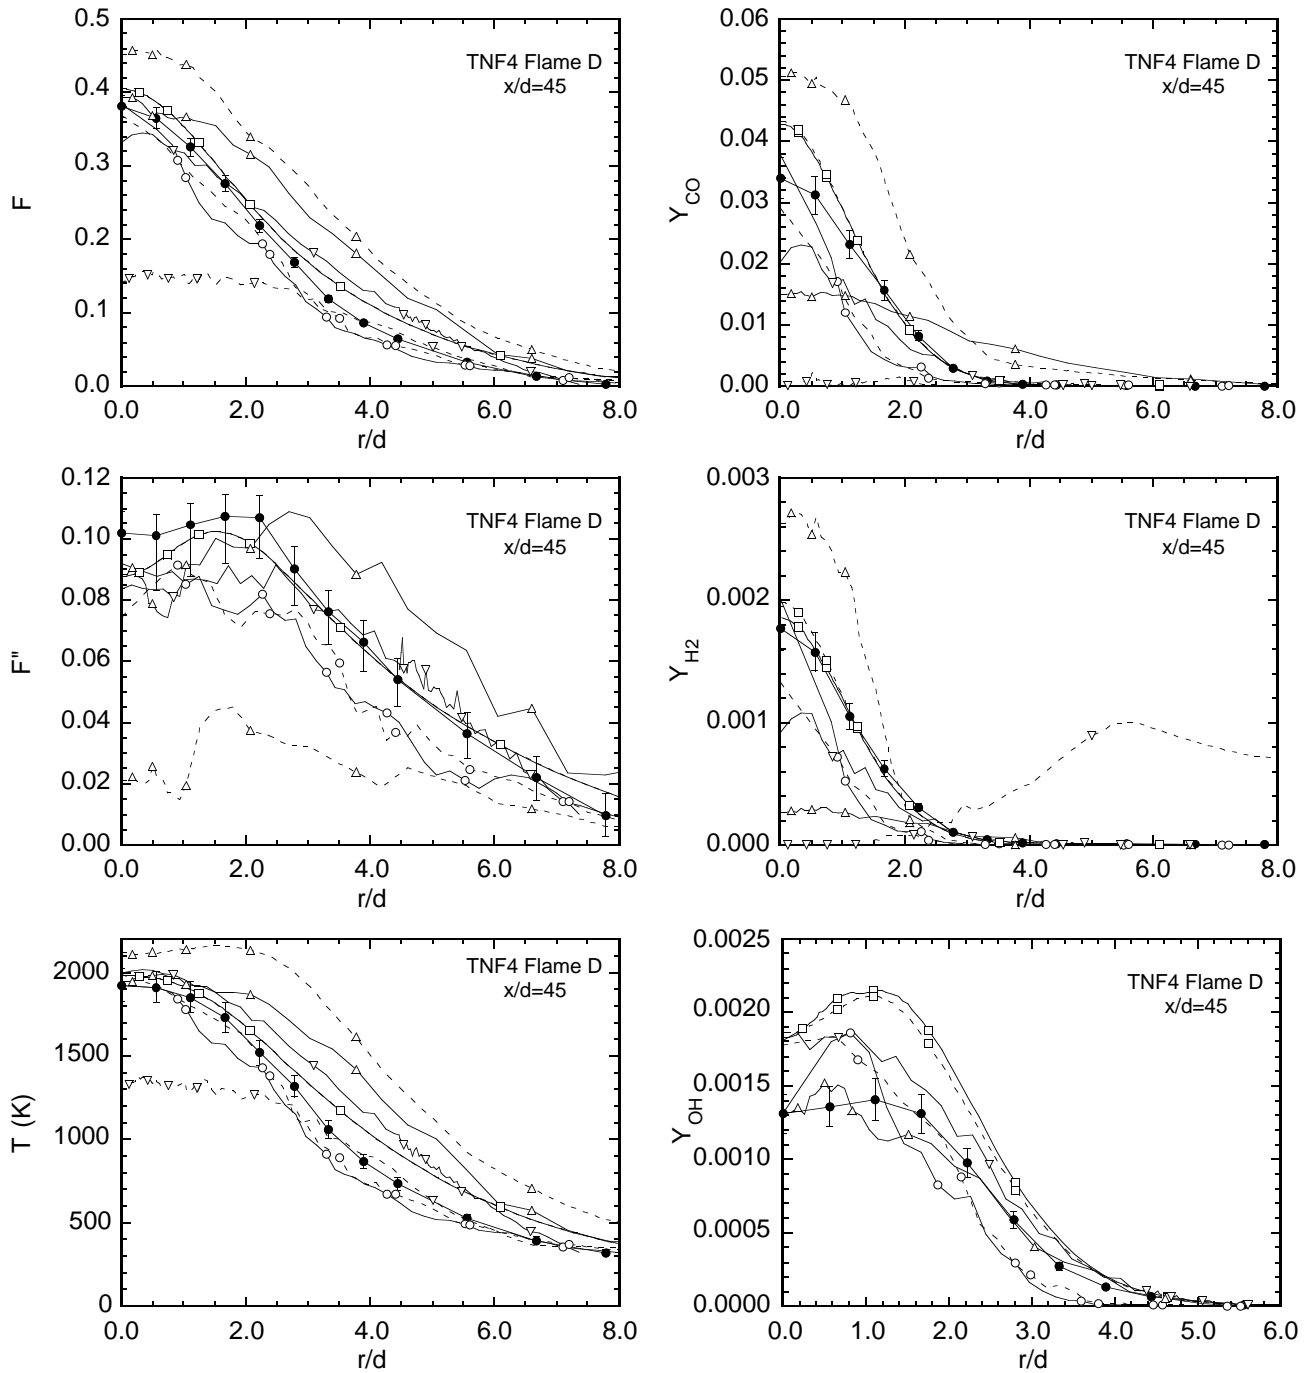 0.5
0.4
0.3
0.2
0.1
0.0
F
TNF4 Flame D
x/d=45
0.0 2.0 4.0 6.0 8.0
r/d
0.06
0.05
0.04
0.03
0.02
0.01
0.00
Y_CO
TNF4 Flame D
x/d=45
0.0 2.0 4.0 6.0 8.0
r/d
0.12
0.10
0.08
0.06
0.04
0.02
0.00
F"
TNF4 Flame D
x/d=45
0.0 2.0 4.0 6.0 8.0
r/d
0.003
0.002
0.001
0.000
Y_H2
TNF4 Flame D
x/d=45
0.0 2.0 4.0 6.0 8.0
r/d
2000
1500
1000
500
0
T (K)
TNF4 Flame D
x/d=45
0.0 2.0 4.0 6.0 8.0
r/d
0.0025
0.0020
0.0015
0.0010
0.0005
0.0000
Y_OH
TNF4 Flame D
x/d=45
0.0 1.0 2.0 3.0 4.0 5.0 6.0
r/d